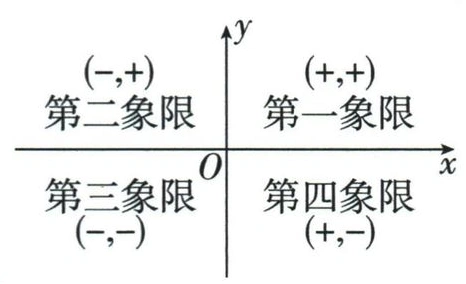 y
(-,+) (+,+)
第二象限 第一象限
O x
第三象限 第四象限
(-,-) (+,-)